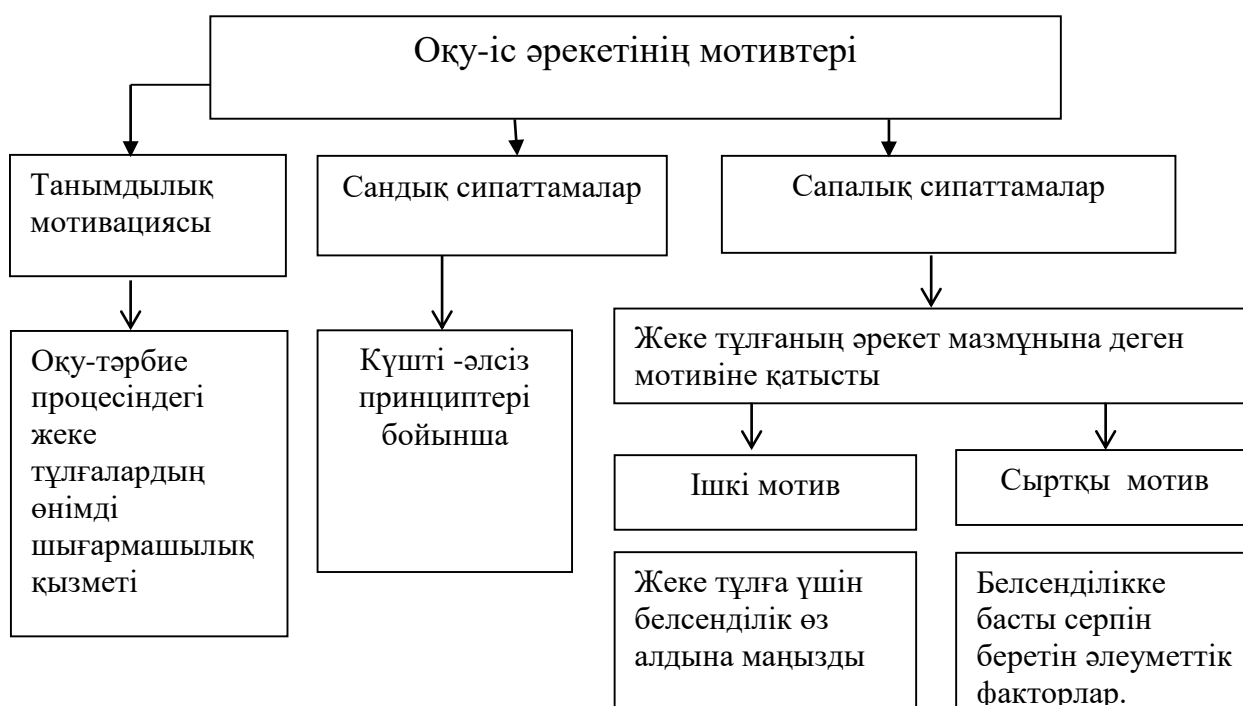 Оқу-іс әрекетінің мотивтері
Танымдылық
мотивациясы
Сандық сипаттамалар
Сапалық сипаттамалар
Оқу-тәрбие
процесіндегі
жеке
тұлғалардың
өнімді
шығармашылық
қызметі
Күшті -әлсіз
принциптері
бойынша
Жеке тұлғаның әрекет мазмұнына деген
мотивіне қатысты
Ішкі мотив
Сыртқы мотив
Жеке тұлға үшін
белсенділік өз
алдына маңызды
Белсенділікке
басты серпін
беретін әлеуметтік
факторлар.